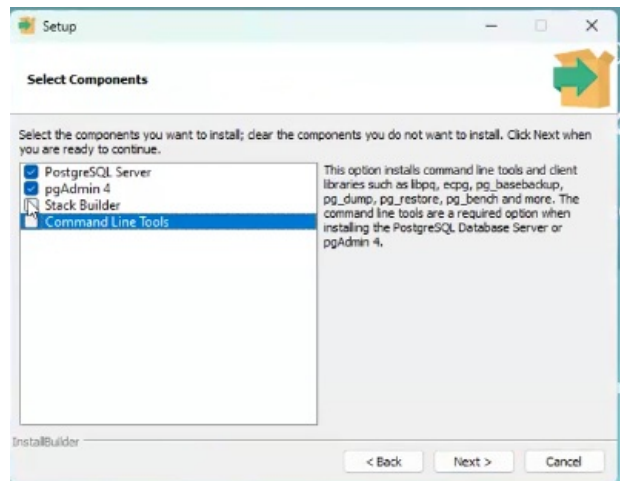 Setup
Select Components
Select the components you want to install; clear the components you do not want to install. Click Next when
you are ready to continue.
PostgreSQL Server
pgAdmin 4
Stack Builder
Command Line Tools
This option installs command line tools and client
libraries such as libpq, ecpg, pg_basebackup,
pg_dump, pg_restore, pg_bench and more. The
command line tools are a required option when
installing the PostgreSQL Database Server or
pgAdmin 4.
InstallBuilder
< Back
Next >
Cancel